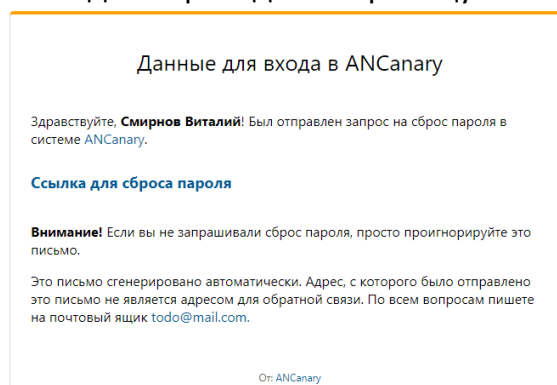 Данные для входа в ANCanary
Здравствуйте, Смирнов Виталий! Был отправлен запрос на сброс пароля в
системе ANCanary.
Ссылка для сброса пароля
Внимание! Если вы не запрашивали сброс пароля, просто проигнорируйте это
письмо.
Это письмо сгенерировано автоматически. Адрес, с которого было отправлено
это письмо не является адресом для обратной связи. По всем вопросам пишете
на почтовый ящик todo@mail.com.
От: ANCanary